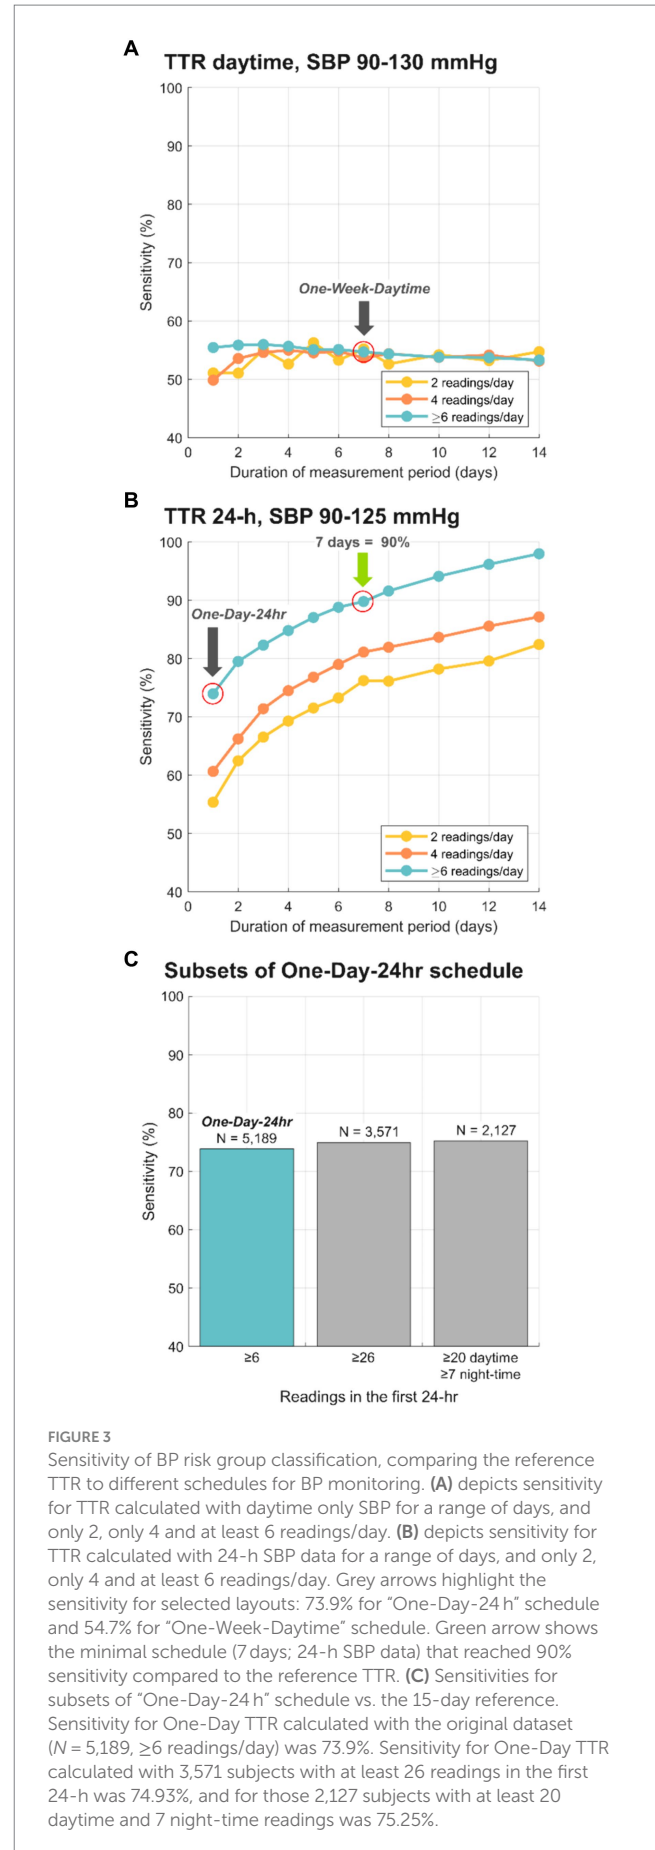 A
TTR daytime, SBP 90-130 mmHg
100
90
80
70
60
50
40
Sensitivity (%)
One-Week-Daytime
2 readings/day
4 readings/day
≥6 readings/day
0 2 4 6 8 10 12 14
Duration of measurement period (days)
B
TTR 24-h, SBP 90-125 mmHg
7 days = 90%
100
90
80
70
60
50
40
Sensitivity (%)
One-Day-24hr
2 readings/day
4 readings/day
≥6 readings/day
0 2 4 6 8 10 12 14
Duration of measurement period (days)
C
Subsets of One-Day-24hr schedule
100
90
80
70
60
50
40
Sensitivity (%)
One-Day-24hr
N = 5,189
N = 3,571
N = 2,127
≥6
≥26
≥20 daytime
≥7 night-time
Readings in the first 24-hr
FIGURE 3
Sensitivity of BP risk group classification, comparing the reference
TTR to different schedules for BP monitoring. (A) depicts sensitivity
for TTR calculated with daytime only SBP for a range of days, and
only 2, only 4 and at least 6 readings/day. (B) depicts sensitivity for
TTR calculated with 24-h SBP data for a range of days, and only 2,
only 4 and at least 6 readings/day. Grey arrows highlight the
sensitivity for selected layouts: 73.9% for “One-Day-24 h” schedule
and 54.7% for “One-Week-Daytime” schedule. Green arrow shows
the minimal schedule (7 days; 24-h SBP data) that reached 90%
sensitivity compared to the reference TTR. (C) Sensitivities for
subsets of “One-Day-24 h” schedule vs. the 15-day reference.
Sensitivity for One-Day TTR calculated with the original dataset
(N = 5,189, ≥6 readings/day) was 73.9%. Sensitivity for One-Day TTR
calculated with 3,571 subjects with at least 26 readings in the first
24-h was 74.93%, and for those 2,127 subjects with at least 20
daytime and 7 night-time readings was 75.25%.